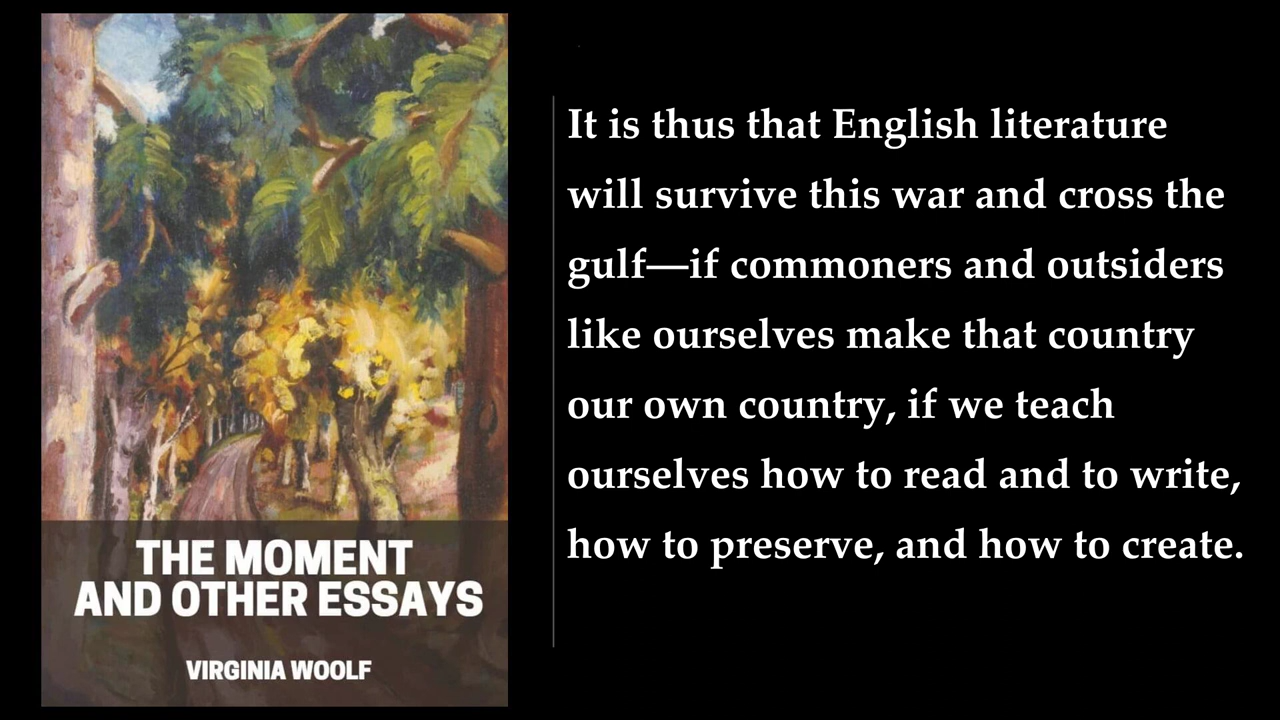 THE MOMENT
AND OTHER ESSAYS
VIRGINIA WOOLF
It is thus that English literature
will survive this war and cross the
gulf—if commoners and outsiders
like ourselves make that country
our own country, if we teach
ourselves how to read and to write,
how to preserve, and how to create.